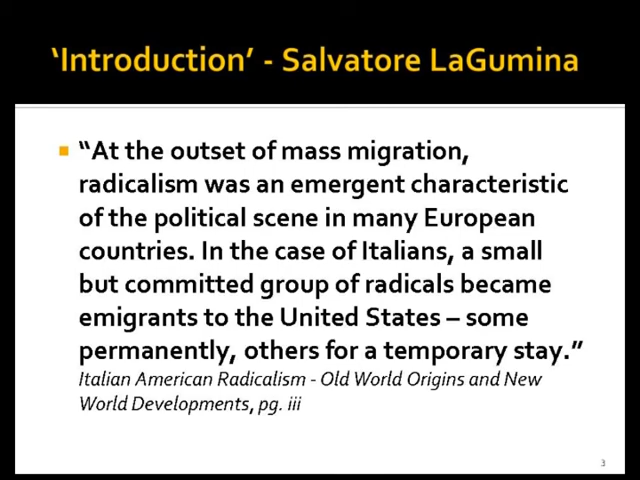 ‘Introduction’ - Salvatore LaGumina
“At the outset of mass migration,
radicalism was an emergent characteristic
of the political scene in many European
countries. In the case of Italians, a small
but committed group of radicals became
emigrants to the United States – some
permanently, others for a temporary stay.”
Italian American Radicalism - Old World Origins and New
World Developments, pg. iii
3